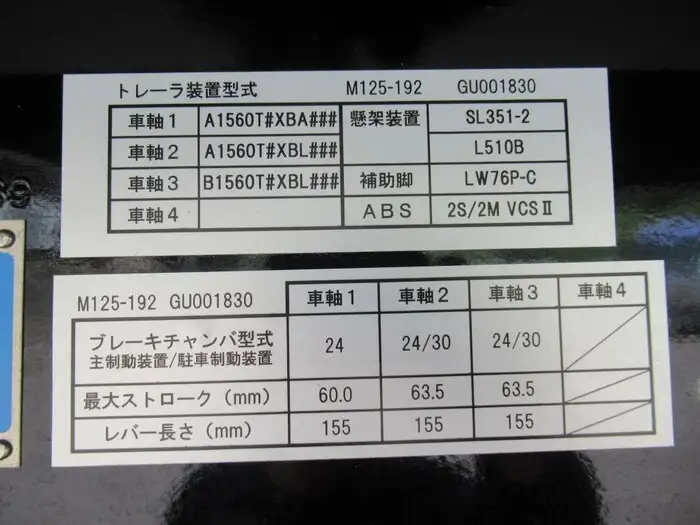 トレーラ装置型式 M125-192 GU001830
車軸1 A1560T#XBA### 懸架装置 SL351-2
車軸2 A1560T#XBL### L510B
車軸3 B1560T#XBL### 補助脚 LW76P-C
車軸4 ABS 2S/2M VCSⅡ
M125-192 GU001830 車軸1 車軸2 車軸3 車軸4
ブレーキチャンバ型式
主制動装置/駐車制動装置 24 24/30 24/30
最大ストローク(mm) 60.0 63.5 63.5
レバー長さ(mm) 155 155 155